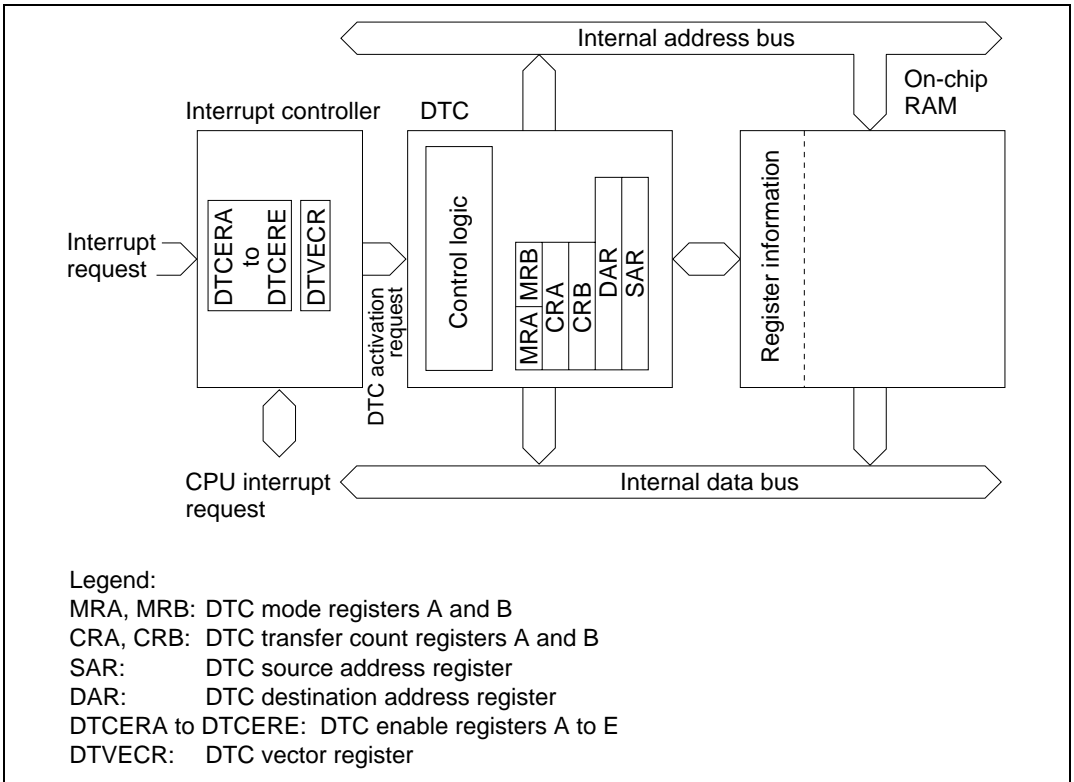 Internal address bus
On-chip
RAM
Interrupt controller
DTC
Interrupt
request
DTCERA
to
DTCERE
DTVECR
DTC activation
request
Control logic
MRA
MRB
CRA
CRB
DAR
SAR
Register information
CPU interrupt
request
Internal data bus
Legend:
MRA, MRB: DTC mode registers A and B
CRA, CRB: DTC transfer count registers A and B
SAR: DTC source address register
DAR: DTC destination address register
DTCERA to DTCERE: DTC enable registers A to E
DTVECR: DTC vector register